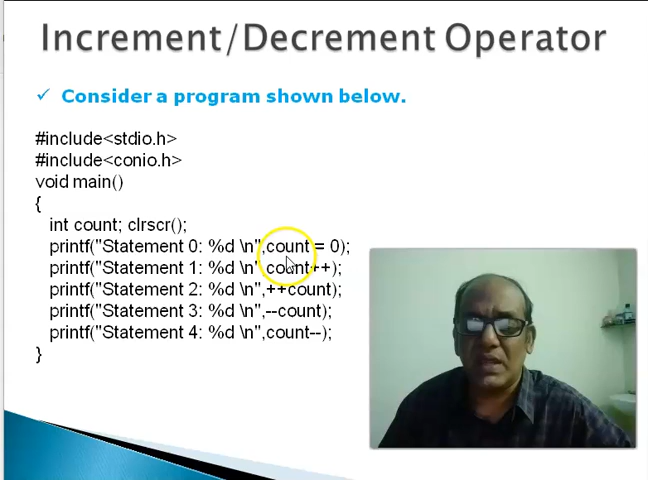 Increment/Decrement Operator
✓ Consider a program shown below.
#include<stdio.h>
#include<conio.h>
void main()
{
int count; clrscr();
printf("Statement 0: %d \n",count = 0);
printf("Statement 1: %d \n",count++);
printf("Statement 2: %d \n",++count);
printf("Statement 3: %d \n",--count);
printf("Statement 4: %d \n",count--);
}